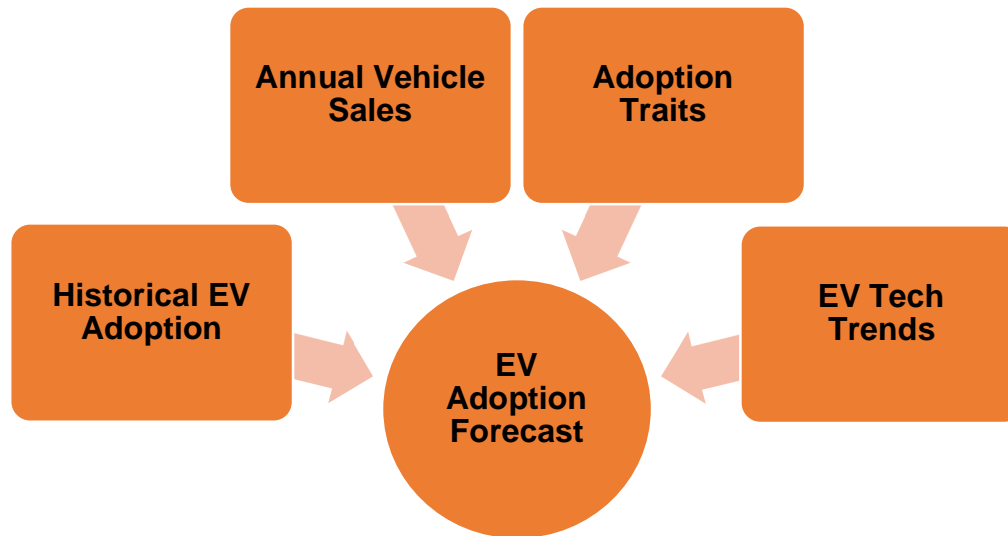 Annual Vehicle
Sales
Adoption
Traits
Historical EV
Adoption
EV Tech
Trends
EV
Adoption
Forecast